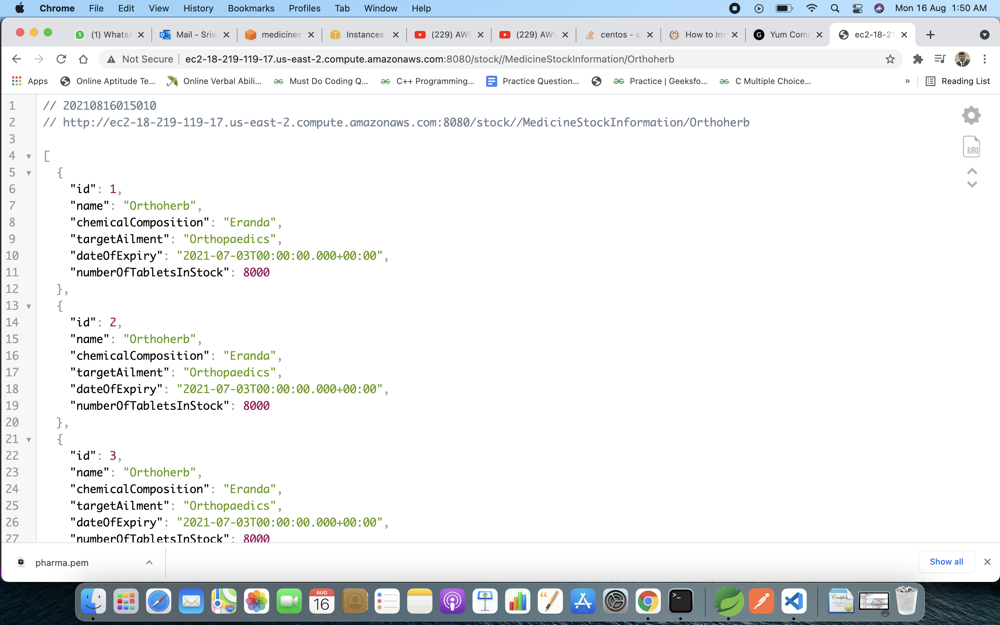 Chrome File Edit View History Bookmarks Profiles Tab Window Help Mon 16 Aug 1:50 AM
(1) WhatsA Mail - Sriw medicines Instances (229) AWS (229) AWS centos - s How to Ins Yum Comm ec2-18-21
Not Secure ec2-18-219-119-17.us-east-2.compute.amazonaws.com:8080/stock//MedicineStockInformation/Orthoherb
Apps Online Aptitude Te... Online Verbal Abili... Must Do Coding Q... C++ Programming... Practice Question... Practice | Geeksfo... C Multiple Choice... » Reading List
1 // 20210816015010
2 // http://ec2-18-219-119-17.us-east-2.compute.amazonaws.com:8080/stock//MedicineStockInformation/Orthoherb
3
4 [
5 {
6 "id": 1,
7 "name": "Orthoherb",
8 "chemicalComposition": "Eranda",
9 "targetAilment": "Orthopaedics",
10 "dateOfExpiry": "2021-07-03T00:00:00.000+00:00",
11 "numberOfTabletsInStock": 8000
12 },
13 {
14 "id": 2,
15 "name": "Orthoherb",
16 "chemicalComposition": "Eranda",
17 "targetAilment": "Orthopaedics",
18 "dateOfExpiry": "2021-07-03T00:00:00.000+00:00",
19 "numberOfTabletsInStock": 8000
20 },
21 {
22 "id": 3,
23 "name": "Orthoherb",
24 "chemicalComposition": "Eranda",
25 "targetAilment": "Orthopaedics",
26 "dateOfExpiry": "2021-07-03T00:00:00.000+00:00",
27 "numberOfTabletsInStock": 8000
RAW
pharma.pem Show all
AUG
16
280